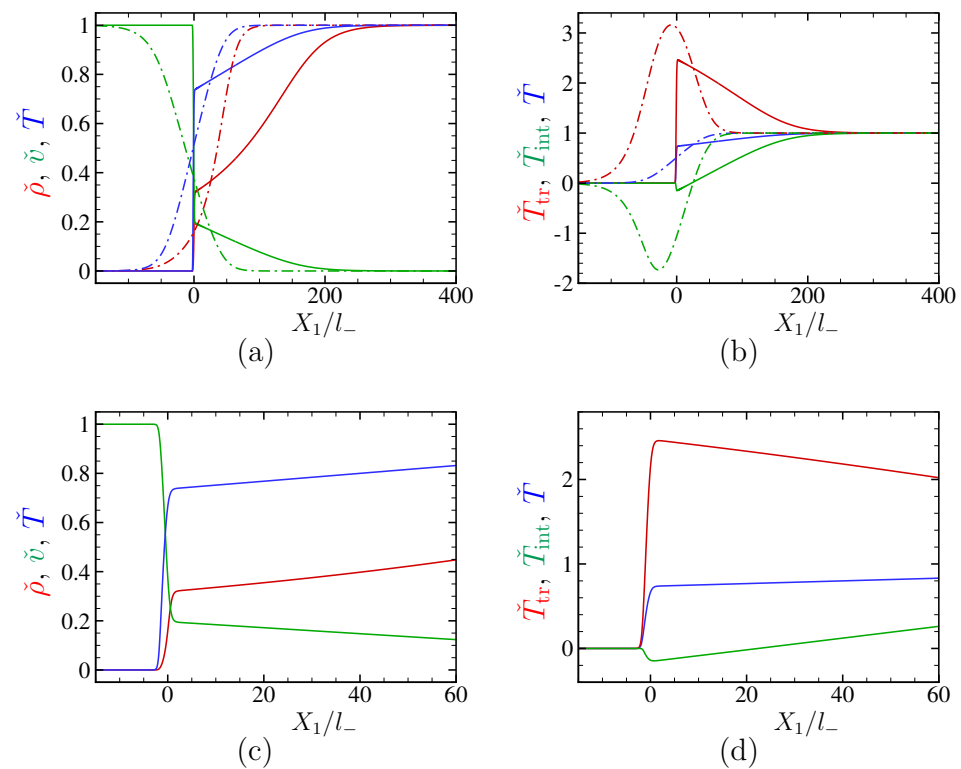 1
0.8
0.6
0.4
0.2
0
ρ̌, v̌, Ť
0 200 400
X₁/l₋
(a)
3
2
1
0
-1
-2
Ťtr, Ťint, Ť
0 200 400
X₁/l₋
(b)
1
0.8
0.6
0.4
0.2
0
ρ̌, v̌, Ť
0 20 40 60
X₁/l₋
(c)
2
1
0
Ťtr, Ťint, Ť
0 20 40 60
X₁/l₋
(d)